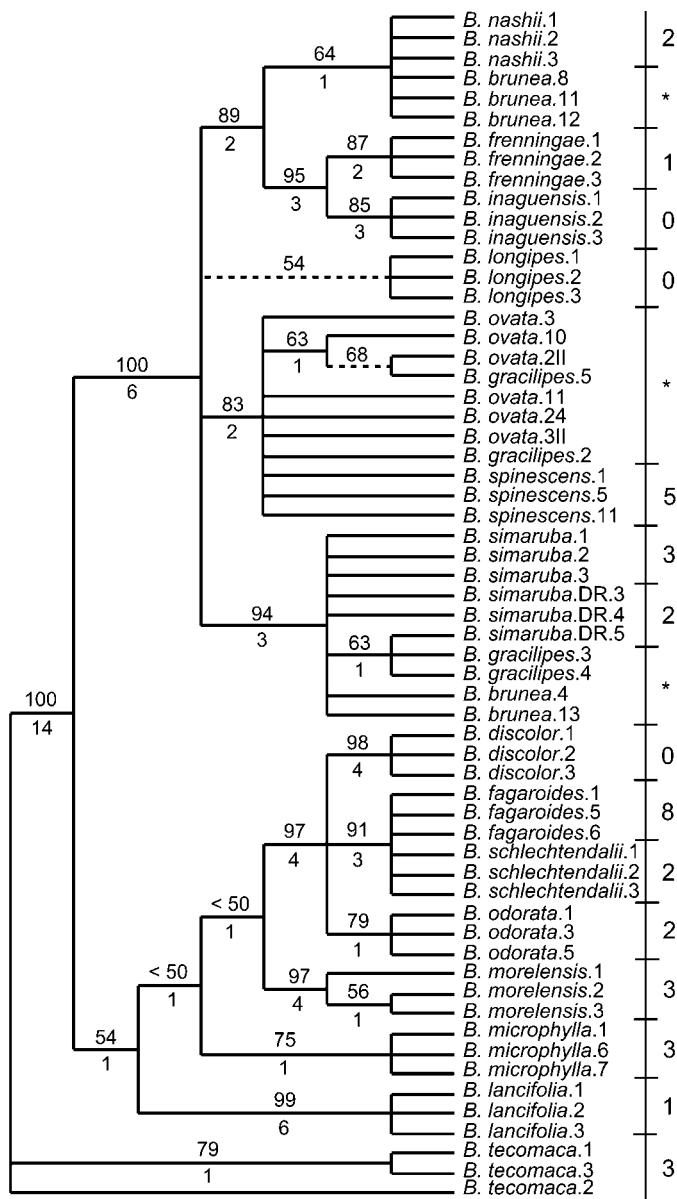 B. nashii.1
B. nashii.2
64
2
B. nashii.3
1
B. brunea.8
B. brunea.11
*
89
B. brunea.12
2
87
B. frenningae.1
B. frenningae.2
1
95
2
B. frenningae.3
3
85
B. inaguensis.1
B. inaguensis.2
0
3
B. inaguensis.3
54
B. longipes.1
B. longipes.2
0
B. longipes.3
B. ovata.3
63
B. ovata.10
1
68
B. ovata.2II
100
B. gracilipes.5
6
*
83
B. ovata.11
2
B. ovata.24
B. ovata.3II
B. gracilipes.2
B. spinescens.1
B. spinescens.5
5
B. spinescens.11
B. simaruba.1
B. simaruba.2
3
B. simaruba.3
B. simaruba.DR.3
94
B. simaruba.DR.4
2
3
63
B. simaruba.DR.5
B. gracilipes.3
1
B. gracilipes.4
*
100
B. brunea.4
14
B. brunea.13
98
B. discolor.1
B. discolor.2
0
4
B. discolor.3
B. fagaroides.1
B. fagaroides.5
8
97
91
B. fagaroides.6
4
3
B. schlechtendalii.1
B. schlechtendalii.2
2
B. schlechtendalii.3
< 50
79
B. odorata.1
1
B. odorata.3
2
1
B. odorata.5
< 50
97
B. morelensis.1
1
4
56
B. morelensis.2
3
1
B. morelensis.3
54
75
B. microphylla.1
1
1
B. microphylla.6
3
B. microphylla.7
99
B. lancifolia.1
6
B. lancifolia.2
1
B. lancifolia.3
79
B. tecomaca.1
1
B. tecomaca.3
3
B. tecomaca.2